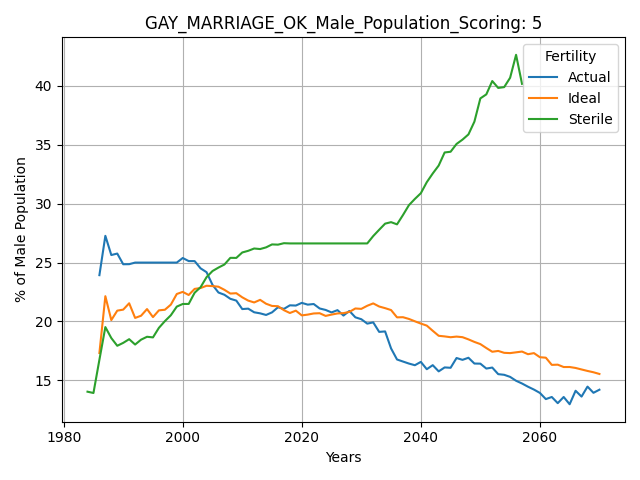 GAY_MARRIAGE_OK_Male_Population_Scoring: 5
Fertility
Actual
Ideal
Sterile
% of Male Population
40
35
30
25
20
15
1980
2000
2020
2040
2060
Years